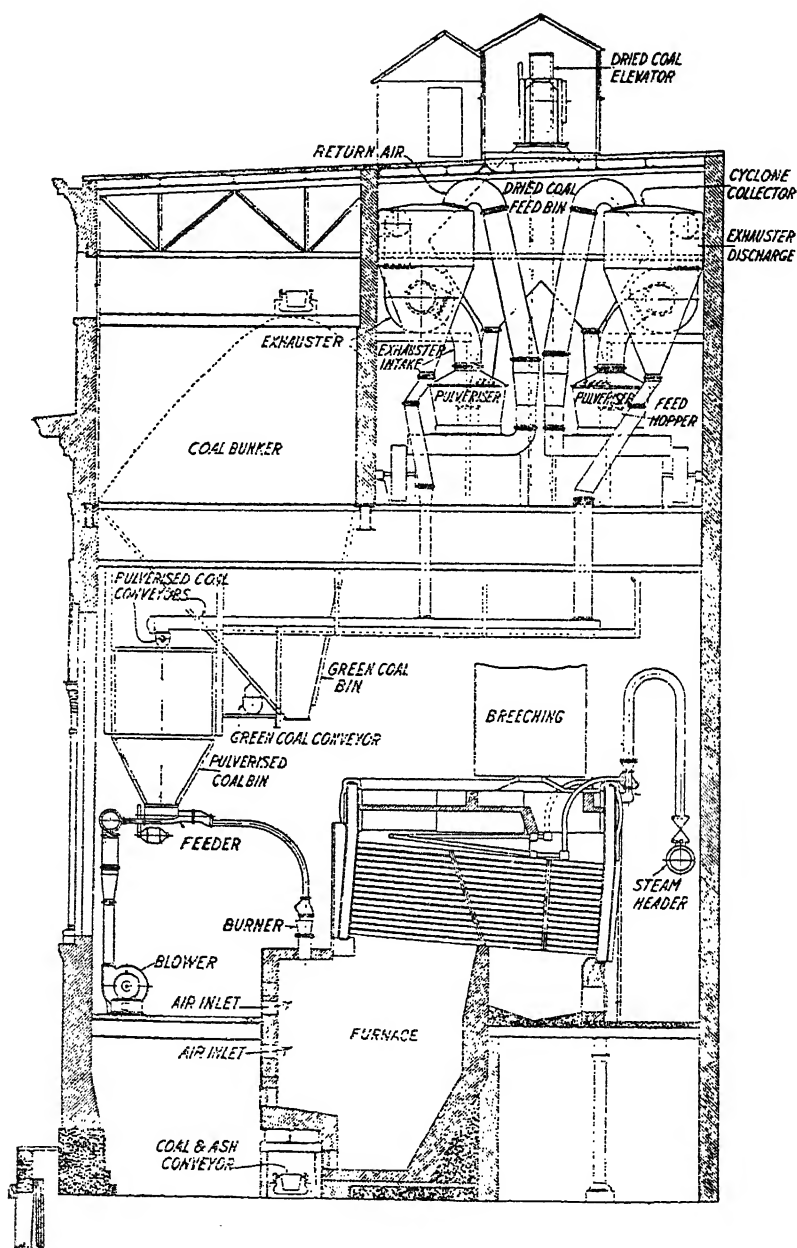 DRIED COAL
ELEVATOR
RETURN AIR
DRIED COAL
FEED BIN
CYCLONE
COLLECTOR
EXHAUSTER
DISCHARGE
EXHAUSTER
EXHAUSTER
INTAKE
PULVERISER
PULVERISER
FEED
HOPPER
COAL BUNKER
PULVERISED COAL
CONVEYORS
GREEN COAL
BIN
BREECHING
GREEN COAL CONVEYOR
PULVERISED
COAL BIN
FEEDER
STEAM
HEADER
BURNER
BLOWER
AIR INLET
FURNACE
AIR INLET
COAL & ASH
CONVEYOR